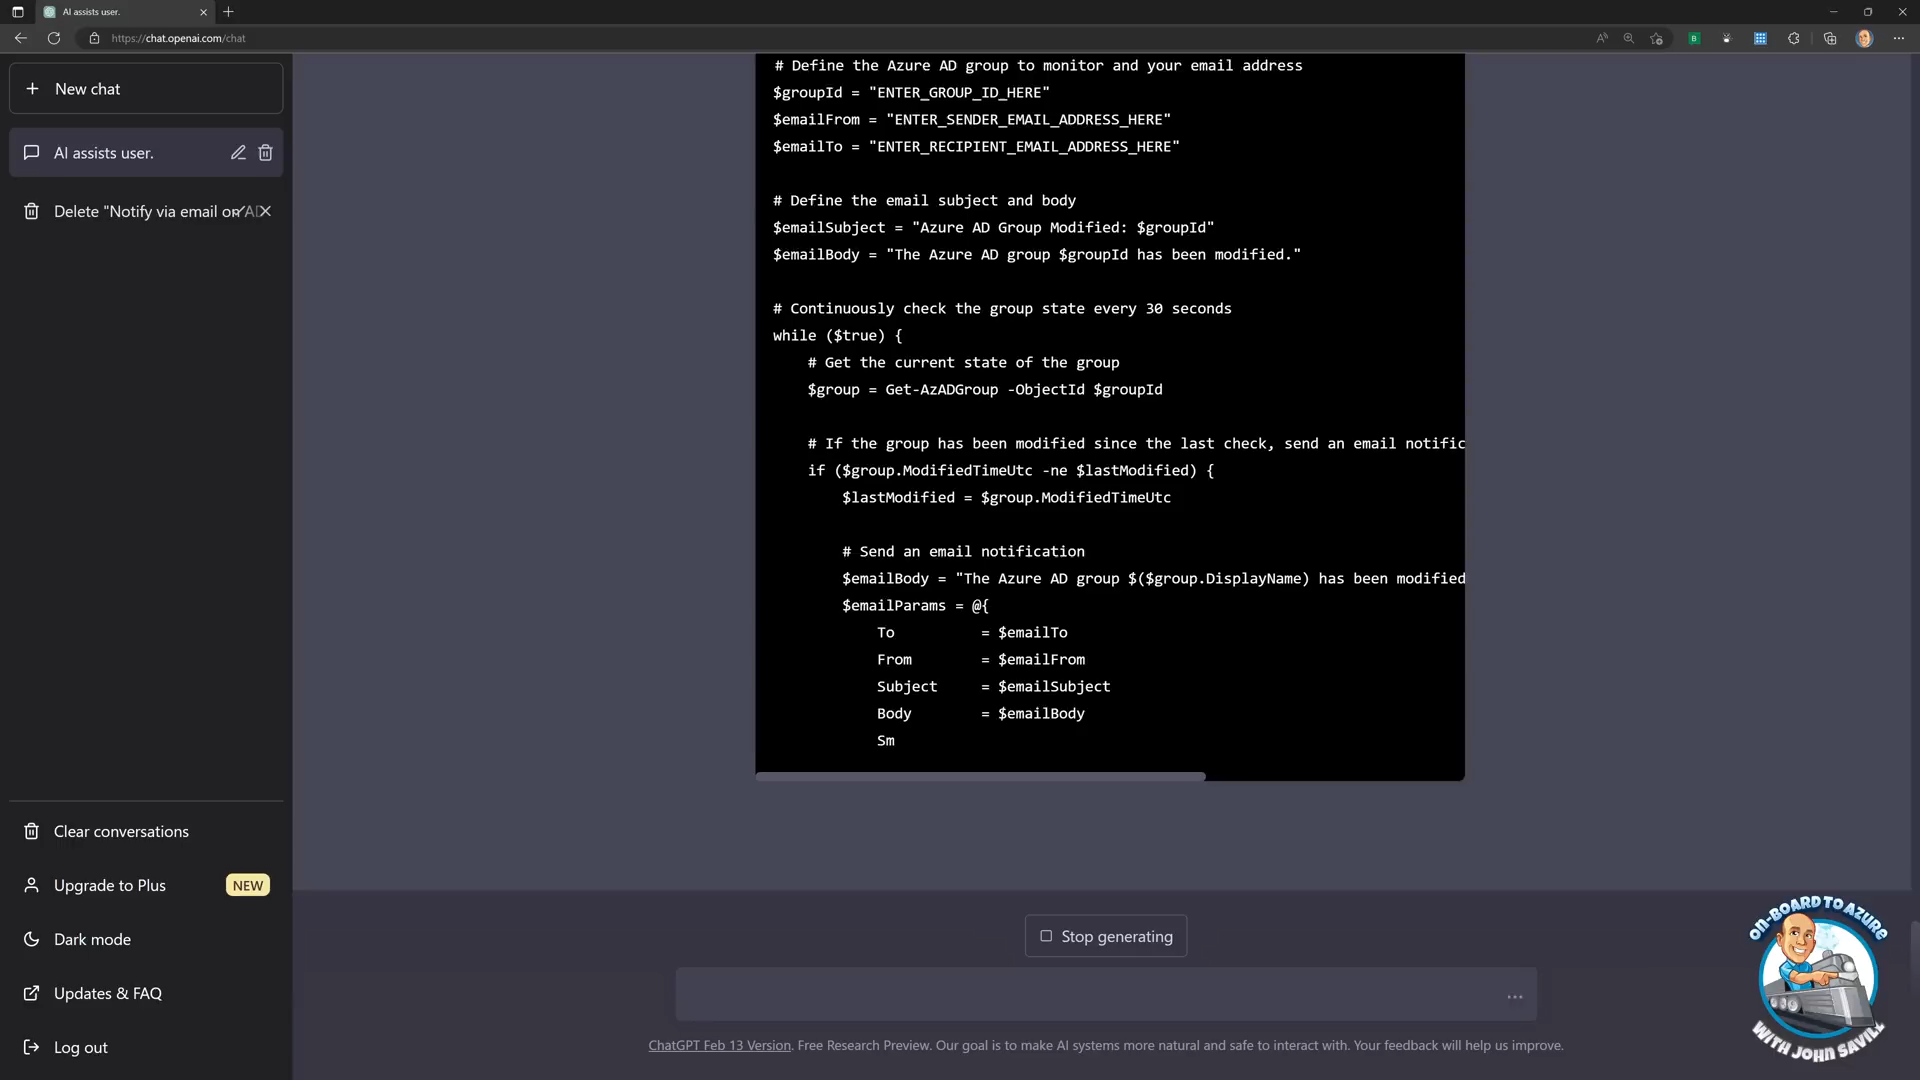 AI assists user.
https://chat.openai.com/chat
New chat
AI assists user.
Delete "Notify via email on AD
# Define the Azure AD group to monitor and your email address
$groupId = "ENTER_GROUP_ID_HERE"
$emailFrom = "ENTER_SENDER_EMAIL_ADDRESS_HERE"
$emailTo = "ENTER_RECIPIENT_EMAIL_ADDRESS_HERE"
# Define the email subject and body
$emailSubject = "Azure AD Group Modified: $groupId"
$emailBody = "The Azure AD group $groupId has been modified."
# Continuously check the group state every 30 seconds
while ($true) {
# Get the current state of the group
$group = Get-AzADGroup -ObjectId $groupId
# If the group has been modified since the last check, send an email notific
if ($group.ModifiedTimeUtc -ne $lastModified) {
$lastModified = $group.ModifiedTimeUtc
# Send an email notification
$emailBody = "The Azure AD group $($group.DisplayName) has been modified
$emailParams = @{
To = $emailTo
From = $emailFrom
Subject = $emailSubject
Body = $emailBody
Sm
Clear conversations
Upgrade to Plus NEW
Dark mode
Updates & FAQ
Log out
Stop generating
ChatGPT Feb 13 Version. Free Research Preview. Our goal is to make AI systems more natural and safe to interact with. Your feedback will help us improve.
ON-BOARD TO AZURE
WITH JOHN SAVILL